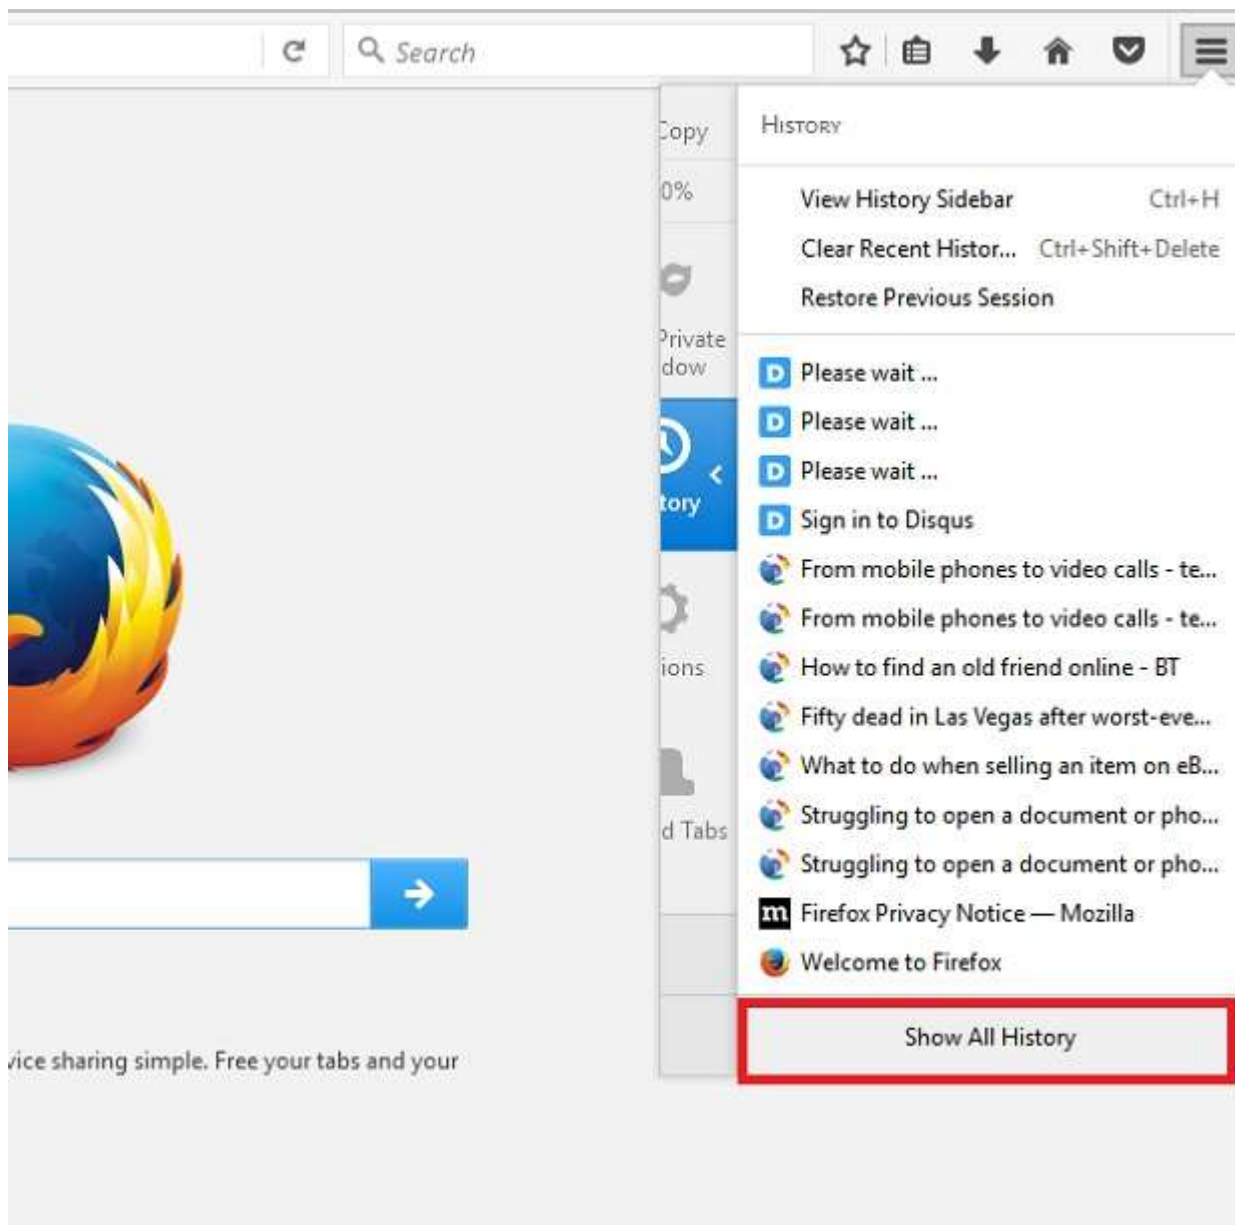 Search
Copy
0%
Private
dow
tory
ions
d Tabs
HISTORY
View History Sidebar Ctrl+H
Clear Recent Histor... Ctrl+Shift+Delete
Restore Previous Session
D Please wait ...
D Please wait ...
D Please wait ...
D Sign in to Disqus
From mobile phones to video calls - te...
From mobile phones to video calls - te...
How to find an old friend online - BT
Fifty dead in Las Vegas after worst-eve...
What to do when selling an item on eB...
Struggling to open a document or pho...
Struggling to open a document or pho...
m Firefox Privacy Notice — Mozilla
Welcome to Firefox
Show All History
vice sharing simple. Free your tabs and your